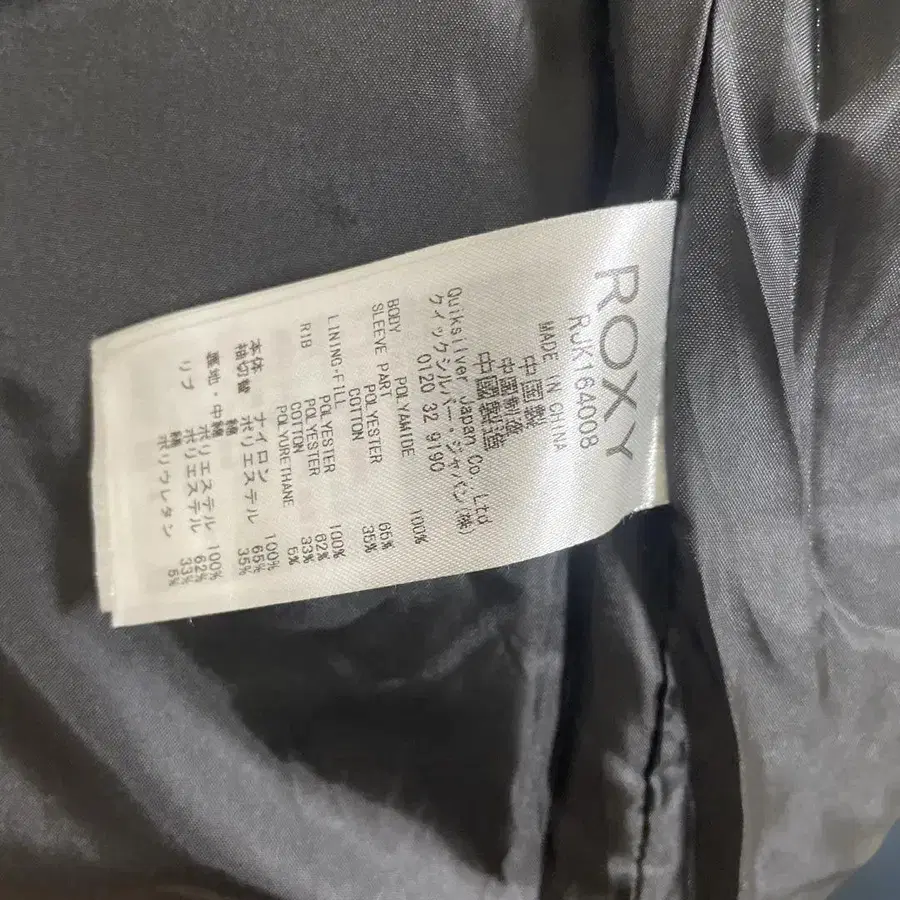 ROXY
RJK164008
MADE IN CHINA
中国製
中国制造
中國製造
Quiksilver Japan Co.,Ltd
クイックシルバー・ジャパン(株)
0120 32 9190
BODY POLYAMIDE 100%
SLEEVE PART POLYESTER 65%
COTTON 35%
LINING-FILL POLYESTER 100%
RIB POLYESTER 62%
COTTON 33%
POLYURETHANE 5%
本体 ナイロン 100%
袖切替 ポリエステル 65%
綿 35%
裏地・中綿 ポリエステル 100%
リブ ポリエステル 62%
綿 33%
ポリウレタン 5%